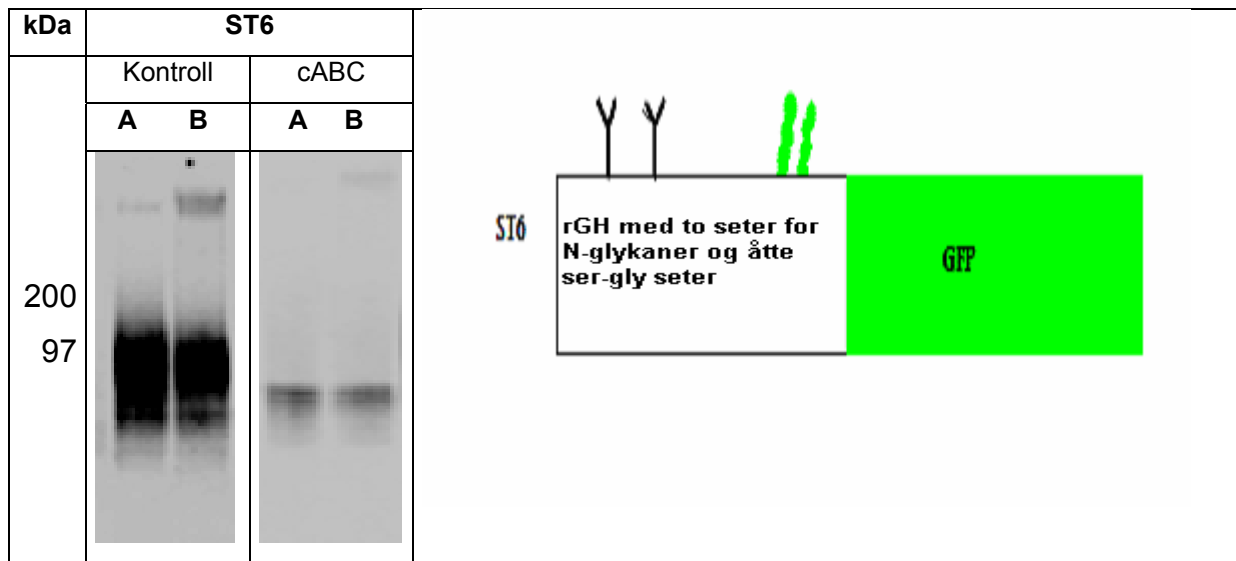 kDa ST6
Kontroll cABC
A B A B
200
97
ST6
rGH med to seter for
N-glykaner og åtte
ser-gly seter
GFP